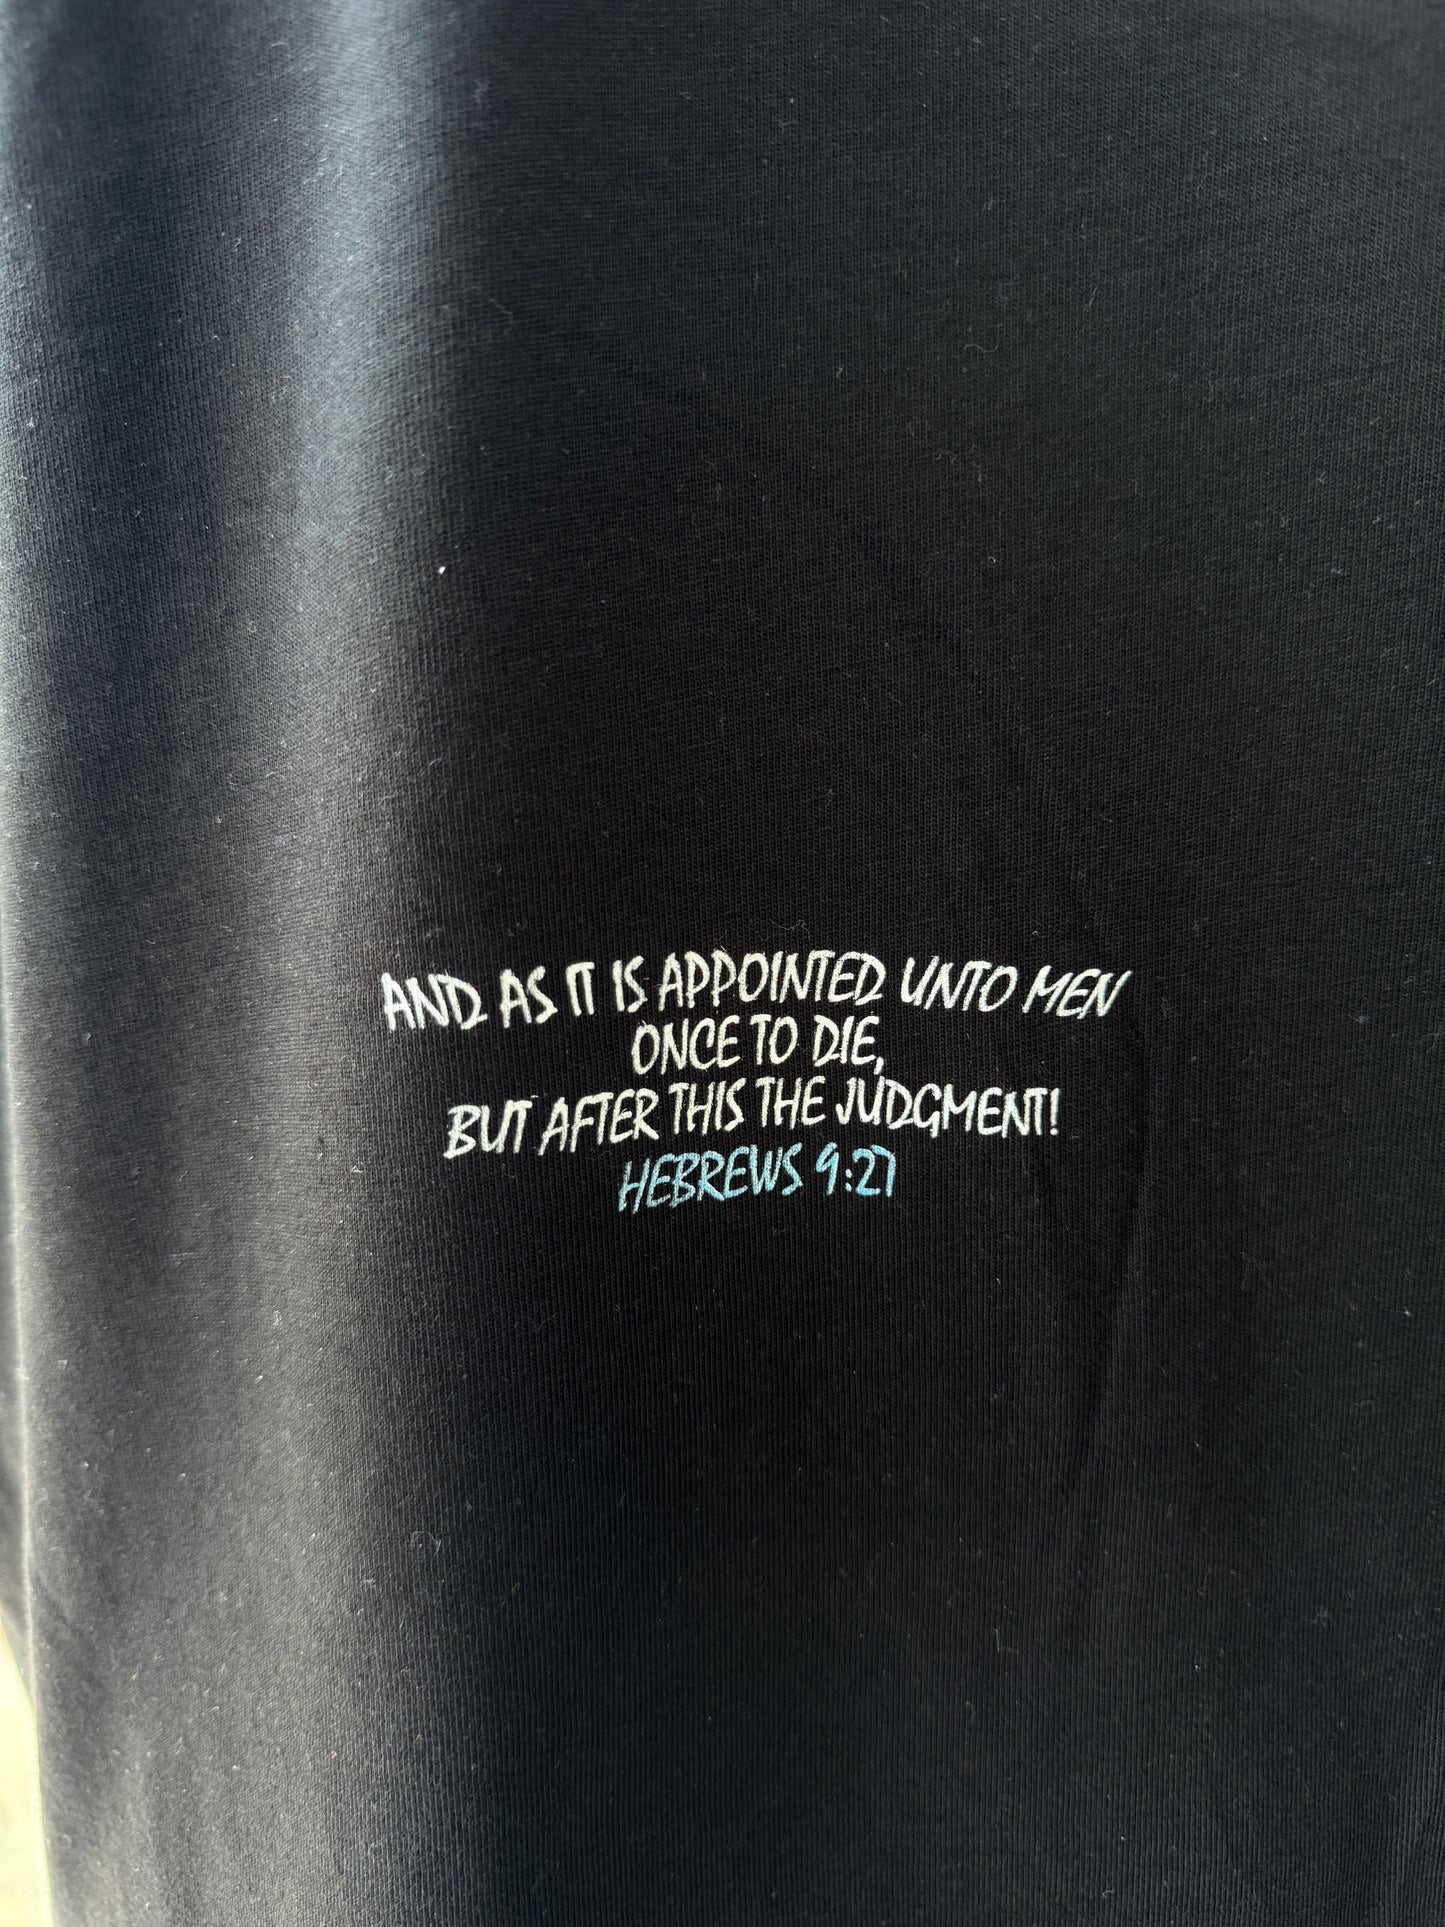 AND AS IT IS APPOINTED UNTO MEN
ONCE TO DIE,
BUT AFTER THIS THE JUDGMENT!
HEBREWS 9:27